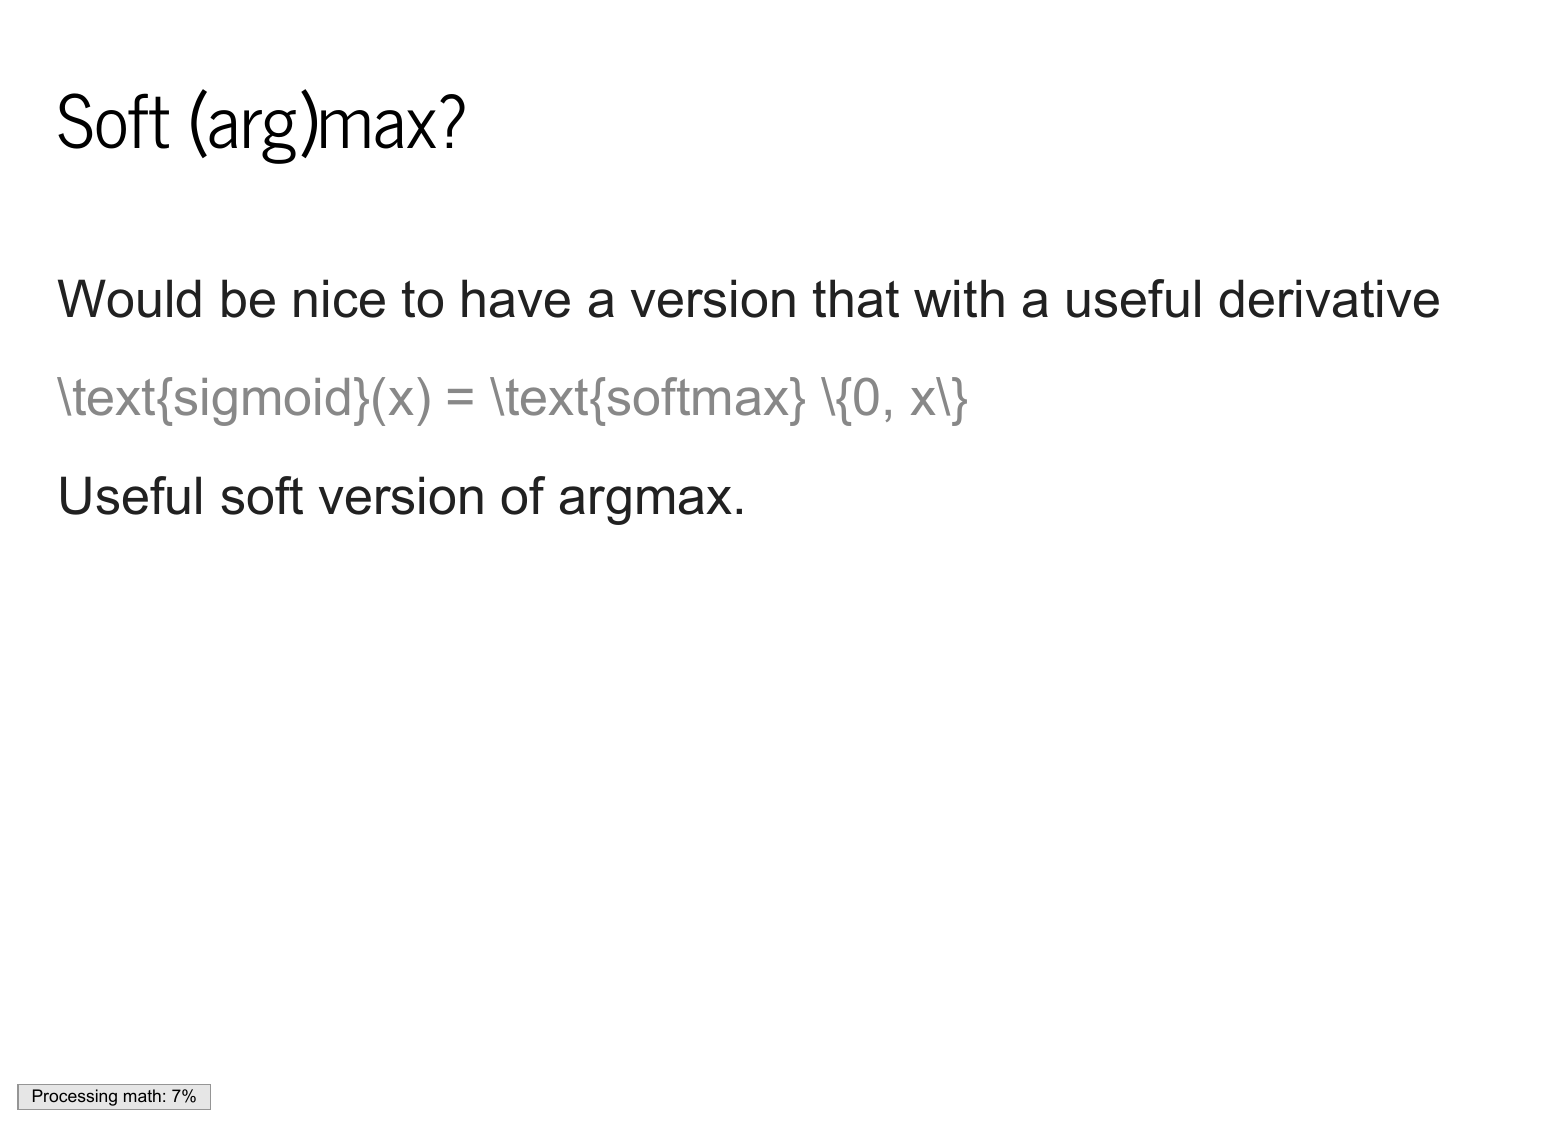 Soft (arg)max?
Would be nice to have a version that with a useful derivative
\text{sigmoid}(x) = \text{softmax} \{0, x\}
Useful soft version of argmax.
Processing math: 7%